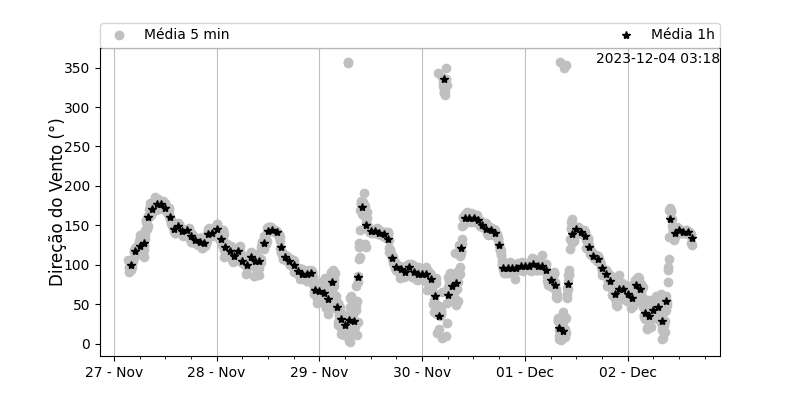 Média 5 min
Média 1h
2023-12-04 03:18
Direção do Vento (°)
350
300
250
200
150
100
50
0
27 - Nov
28 - Nov
29 - Nov
30 - Nov
01 - Dec
02 - Dec